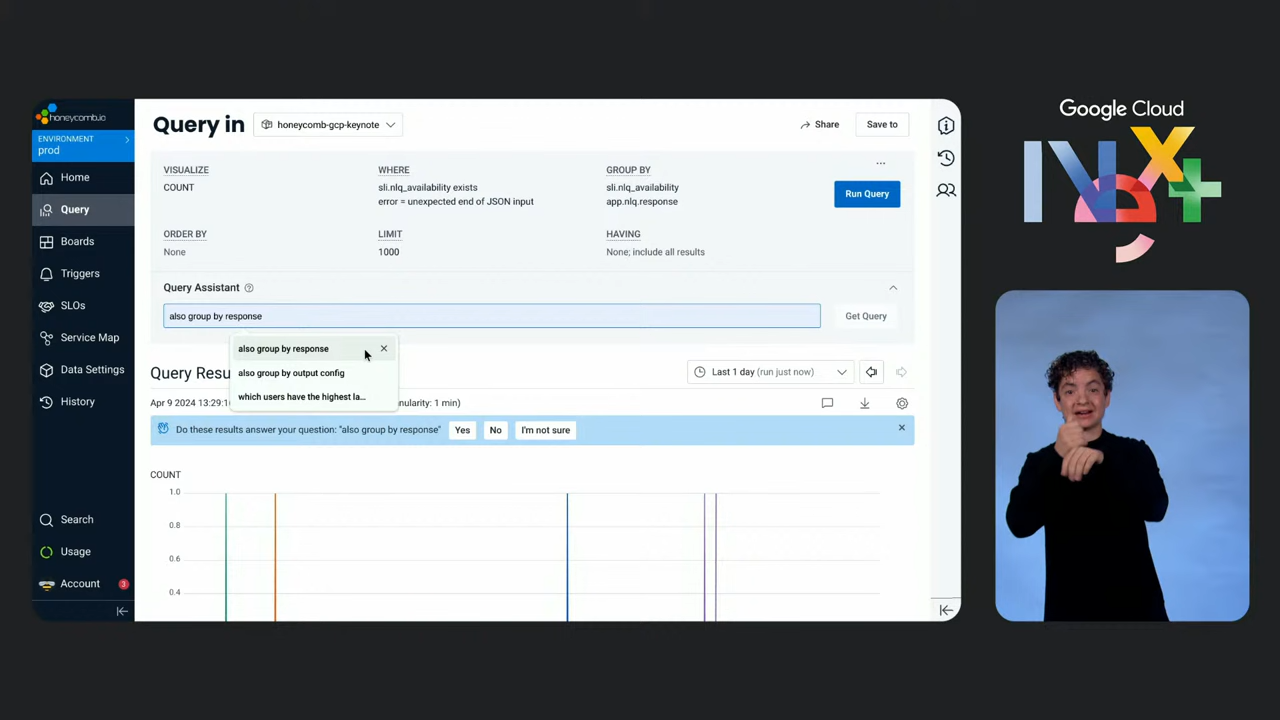 honeycomb.io
ENVIRONMENT
prod
Home
Query
Boards
Triggers
SLOs
Service Map
Data Settings
History
Search
Usage
Account
3
Query in
honeycomb-gcp-keynote
Share
Save to
VISUALIZE
COUNT
WHERE
sli.nlq_availability exists
error = unexpected end of JSON input
GROUP BY
sli.nlq_availability
app.nlq.response
Run Query
ORDER BY
None
LIMIT
1000
HAVING
None; include all results
Query Assistant
also group by response
Get Query
also group by response
also group by output config
which users have the highest la...
Query Resu
Last 1 day (run just now)
Apr 9 2024 13:29:1
nularity: 1 min)
Do these results answer your question: "also group by response"
Yes
No
I'm not sure
COUNT
1.0
0.8
0.6
0.4
Google Cloud
Next